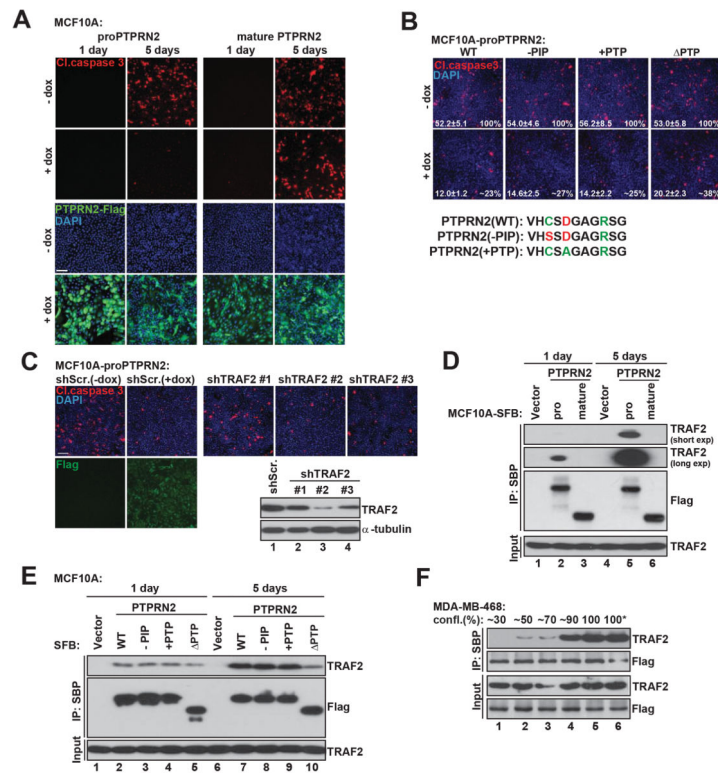 A
MCF10A:
proPTPRN2 mature PTPRN2
1 day 5 days 1 day 5 days
Cl.caspase 3
- dox
+ dox
PTPRN2-Flag
DAPI
- dox
+ dox
B
MCF10A-proPTPRN2:
WT -PIP +PTP ΔPTP
Cl.caspase3
DAPI
- dox
52.2±5.1 100% 54.0±4.6 100% 56.2±8.5 100% 53.0±5.8 100%
+ dox
12.0±1.2 ~23% 14.6±2.5 ~27% 14.2±2.2 ~25% 20.2±2.3 ~38%
PTPRN2(WT): VHCSDGAGRSG
PTPRN2(-PIP): VHSSDGAGRSG
PTPRN2(+PTP): VHCSAGAGRSG
C
MCF10A-proPTPRN2:
shScr.(-dox) shScr.(+dox) shTRAF2 #1 shTRAF2 #2 shTRAF2 #3
Cl.caspase 3
DAPI
Flag
shScr.
shTRAF2
#1 #2 #3
TRAF2
α-tubulin
1 2 3 4
D
1 day 5 days
PTPRN2 PTPRN2
MCF10A-SFB:
Vector pro mature Vector pro mature
IP: SBP
TRAF2
(short exp)
TRAF2
(long exp)
Flag
Input
TRAF2
1 2 3 4 5 6
E
MCF10A:
1 day 5 days
PTPRN2 PTPRN2
SFB:
Vector WT - PIP +PTP ΔPTP Vector WT - PIP +PTP ΔPTP
IP: SBP
TRAF2
Flag
Input
TRAF2
1 2 3 4 5 6 7 8 9 10
F
MDA-MB-468:
confl.(%): ~30 ~50 ~70 ~90 100 100*
IP: SBP
TRAF2
Flag
Input
TRAF2
Flag
1 2 3 4 5 6